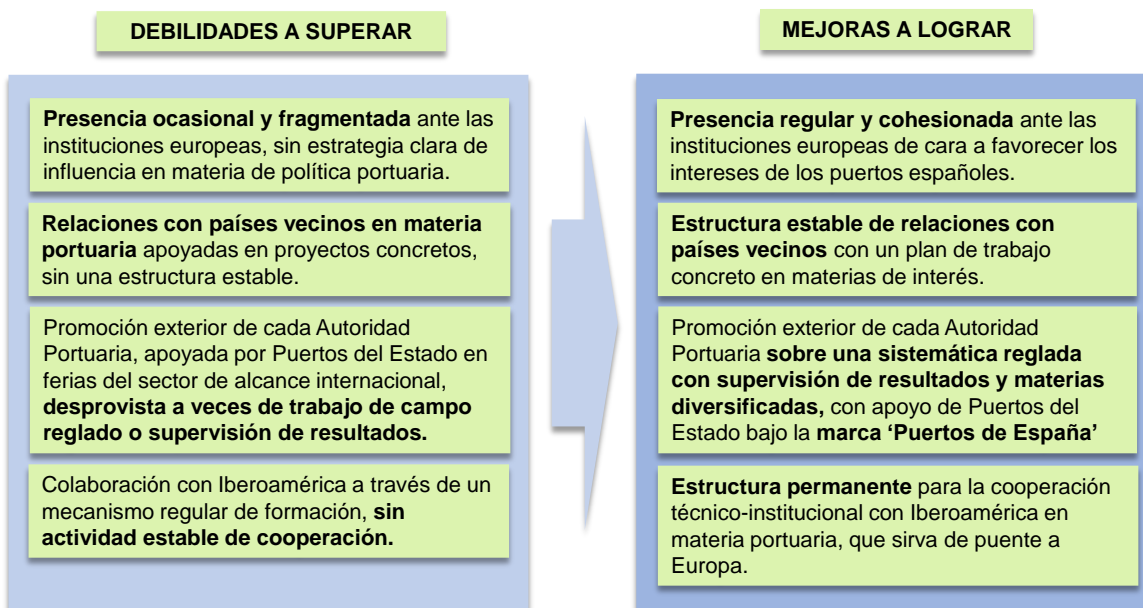 DEBILIDADES A SUPERAR
Presencia ocasional y fragmentada ante las
instituciones europeas, sin estrategia clara de
influencia en materia de política portuaria.
Relaciones con países vecinos en materia
portuaria apoyadas en proyectos concretos,
sin una estructura estable.
Promoción exterior de cada Autoridad
Portuaria, apoyada por Puertos del Estado en
ferias del sector de alcance internacional,
desprovista a veces de trabajo de campo
reglado o supervisión de resultados.
Colaboración con Iberoamérica a través de un
mecanismo regular de formación, sin
actividad estable de cooperación.
MEJORAS A LOGRAR
Presencia regular y cohesionada ante las
instituciones europeas de cara a favorecer los
intereses de los puertos españoles.
Estructura estable de relaciones con
países vecinos con un plan de trabajo
concreto en materias de interés.
Promoción exterior de cada Autoridad
Portuaria sobre una sistemática reglada
con supervisión de resultados y materias
diversificadas, con apoyo de Puertos del
Estado bajo la marca ‘Puertos de España’
Estructura permanente para la cooperación
técnico-institucional con Iberoamérica en
materia portuaria, que sirva de puente a
Europa.